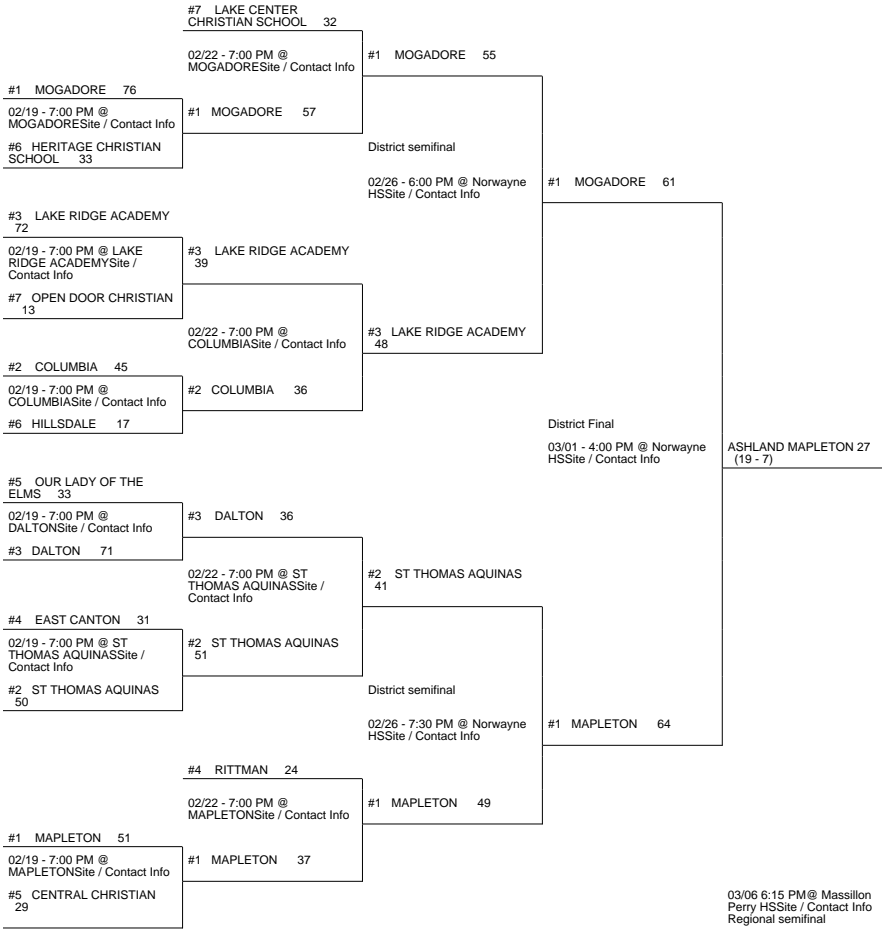 #7 LAKE CENTER
CHRISTIAN SCHOOL 32
02/22 - 7:00 PM @
MOGADORESite / Contact Info
#1 MOGADORE 55
#1 MOGADORE 76
02/19 - 7:00 PM @
MOGADORESite / Contact Info
#1 MOGADORE 57
#6 HERITAGE CHRISTIAN
SCHOOL 33
District semifinal
02/26 - 6:00 PM @ Norwayne
HSSite / Contact Info
#1 MOGADORE 61
#3 LAKE RIDGE ACADEMY
72
02/19 - 7:00 PM @ LAKE
RIDGE ACADEMYSite /
Contact Info
#3 LAKE RIDGE ACADEMY
39
#7 OPEN DOOR CHRISTIAN
13
02/22 - 7:00 PM @
COLUMBIASite / Contact Info
#3 LAKE RIDGE ACADEMY
48
#2 COLUMBIA 45
02/19 - 7:00 PM @
COLUMBIASite / Contact Info
#2 COLUMBIA 36
#6 HILLSDALE 17
District Final
03/01 - 4:00 PM @ Norwayne
HSSite / Contact Info
ASHLAND MAPLETON 27
(19 - 7)
#5 OUR LADY OF THE
ELMS 33
02/19 - 7:00 PM @
DALTONSite / Contact Info
#3 DALTON 36
#3 DALTON 71
02/22 - 7:00 PM @ ST
THOMAS AQUINASSite /
Contact Info
#2 ST THOMAS AQUINAS
41
#4 EAST CANTON 31
02/19 - 7:00 PM @ ST
THOMAS AQUINASSite /
Contact Info
#2 ST THOMAS AQUINAS
51
#2 ST THOMAS AQUINAS
50
District semifinal
02/26 - 7:30 PM @ Norwayne
HSSite / Contact Info
#1 MAPLETON 64
#4 RITTMAN 24
02/22 - 7:00 PM @
MAPLETONSite / Contact Info
#1 MAPLETON 49
#1 MAPLETON 51
02/19 - 7:00 PM @
MAPLETONSite / Contact Info
#1 MAPLETON 37
#5 CENTRAL CHRISTIAN
29
03/06 6:15 PM@ Massillon
Perry HSSite / Contact Info
Regional semifinal